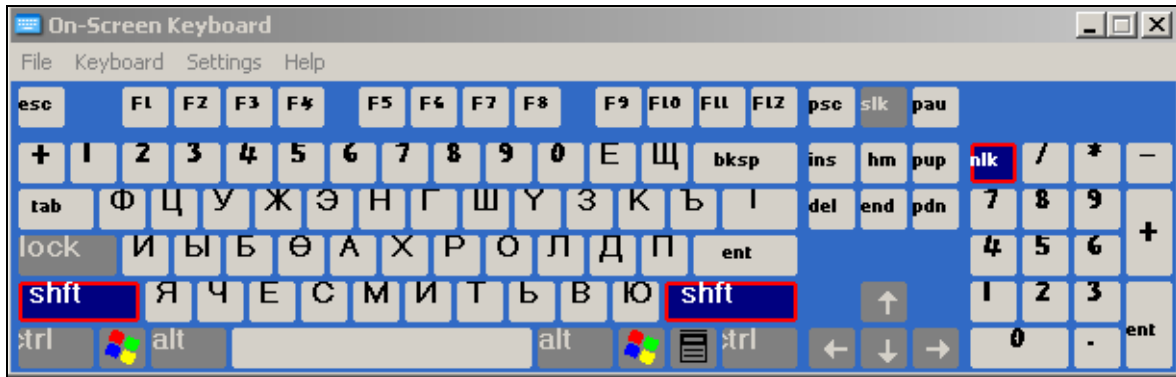 On-Screen Keyboard
File Keyboard Settings Help
esc F1 F2 F3 F4 F5 F6 F7 F8 F9 F10 F11 F12 psc slk pau
+ 1 2 3 4 5 6 7 8 9 0 Е Щ bksp ins hm pup nlk / * −
tab Ф Ц У Ж Э Н Г Ш Ү З К Ъ | del end pdn 7 8 9 +
lock Й Ы Б Ө А Х Р О Л Д П ent 4 5 6
shft Я Ч Е С М И Т Ь В Ю shft ↑ 1 2 3 ent
ctrl alt alt ctrl ← ↓ → 0 .